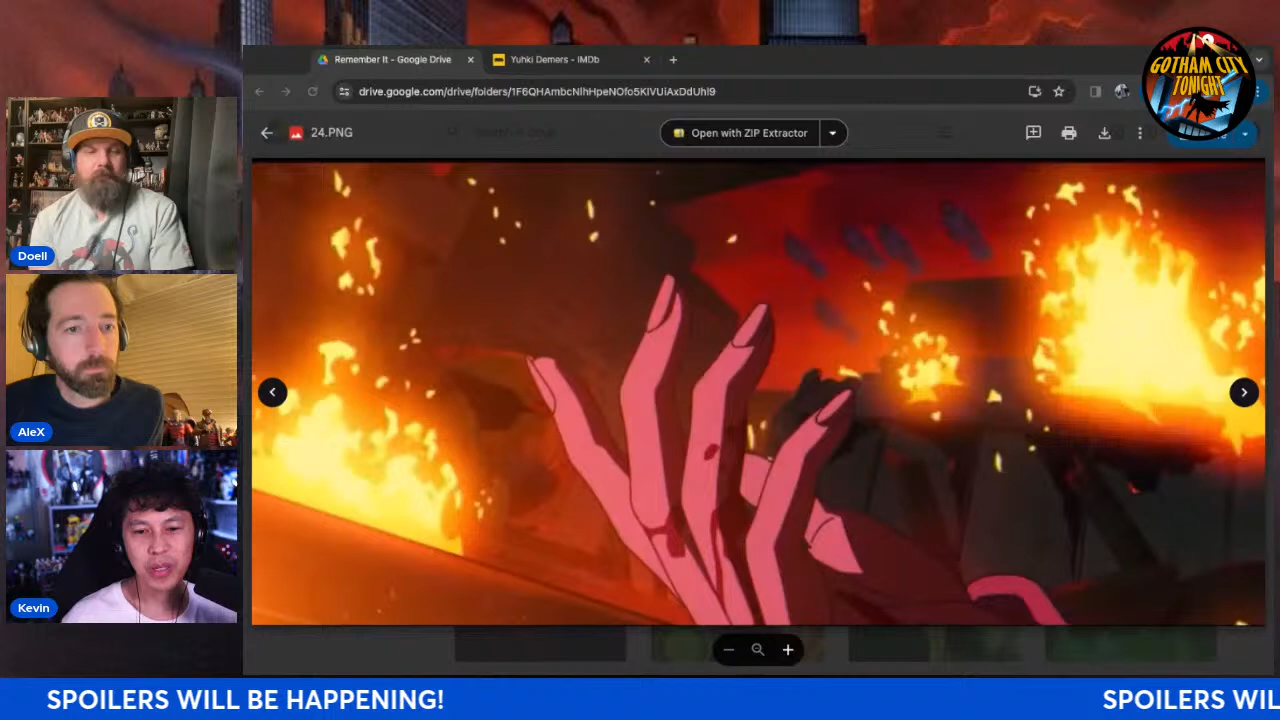 Remember It - Google Drive
Yuhki Demers - IMDb
drive.google.com/drive/folders/
24.PNG
Open with ZIP Extractor
GOTHAM CITY
TONIGHT
Doell
AleX
Kevin
SPOILERS WILL BE HAPPENING!
SPOILERS WIL